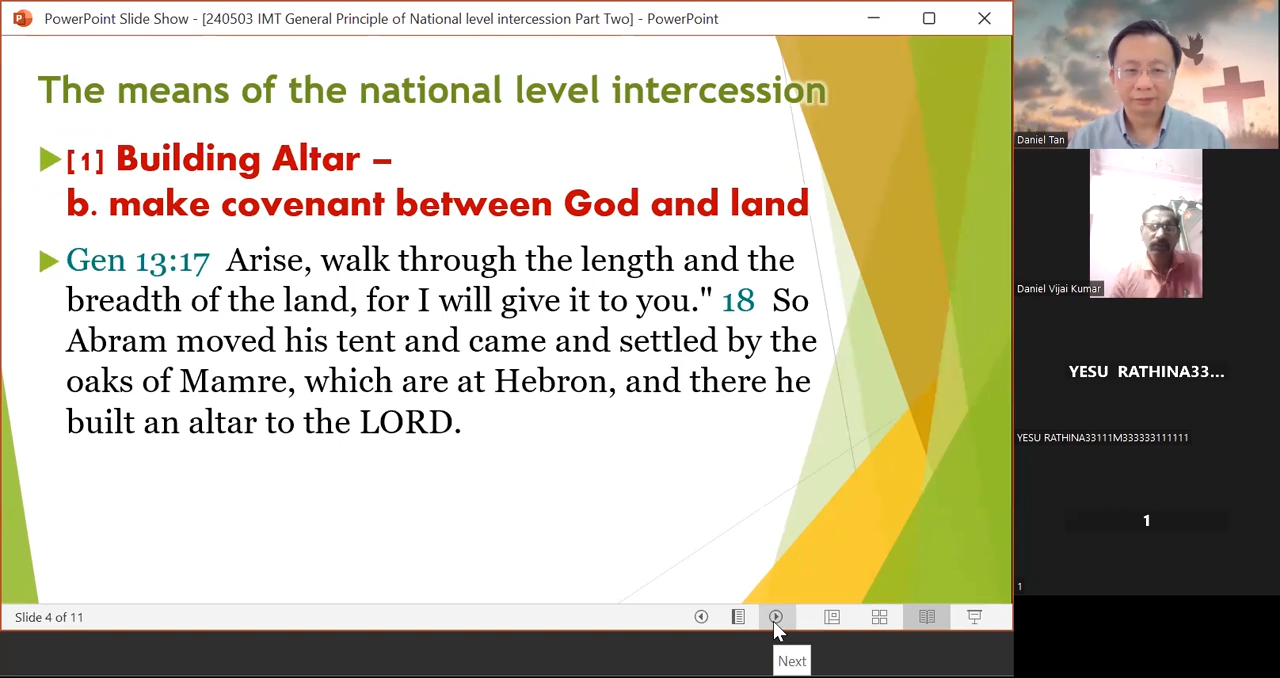 PowerPoint Slide Show - [240503 IMT General Principle of National level intercession Part Two] - PowerPoint
The means of the national level intercession
[1] Building Altar –
b. make covenant between God and land
Gen 13:17 Arise, walk through the length and the
breadth of the land, for I will give it to you." 18 So
Abram moved his tent and came and settled by the
oaks of Mamre, which are at Hebron, and there he
built an altar to the LORD.
Slide 4 of 11
Next
Daniel Tan
Daniel Vijai Kumar
YESU RATHINA33...
YESU RATHINA33111M333333111111
1
1